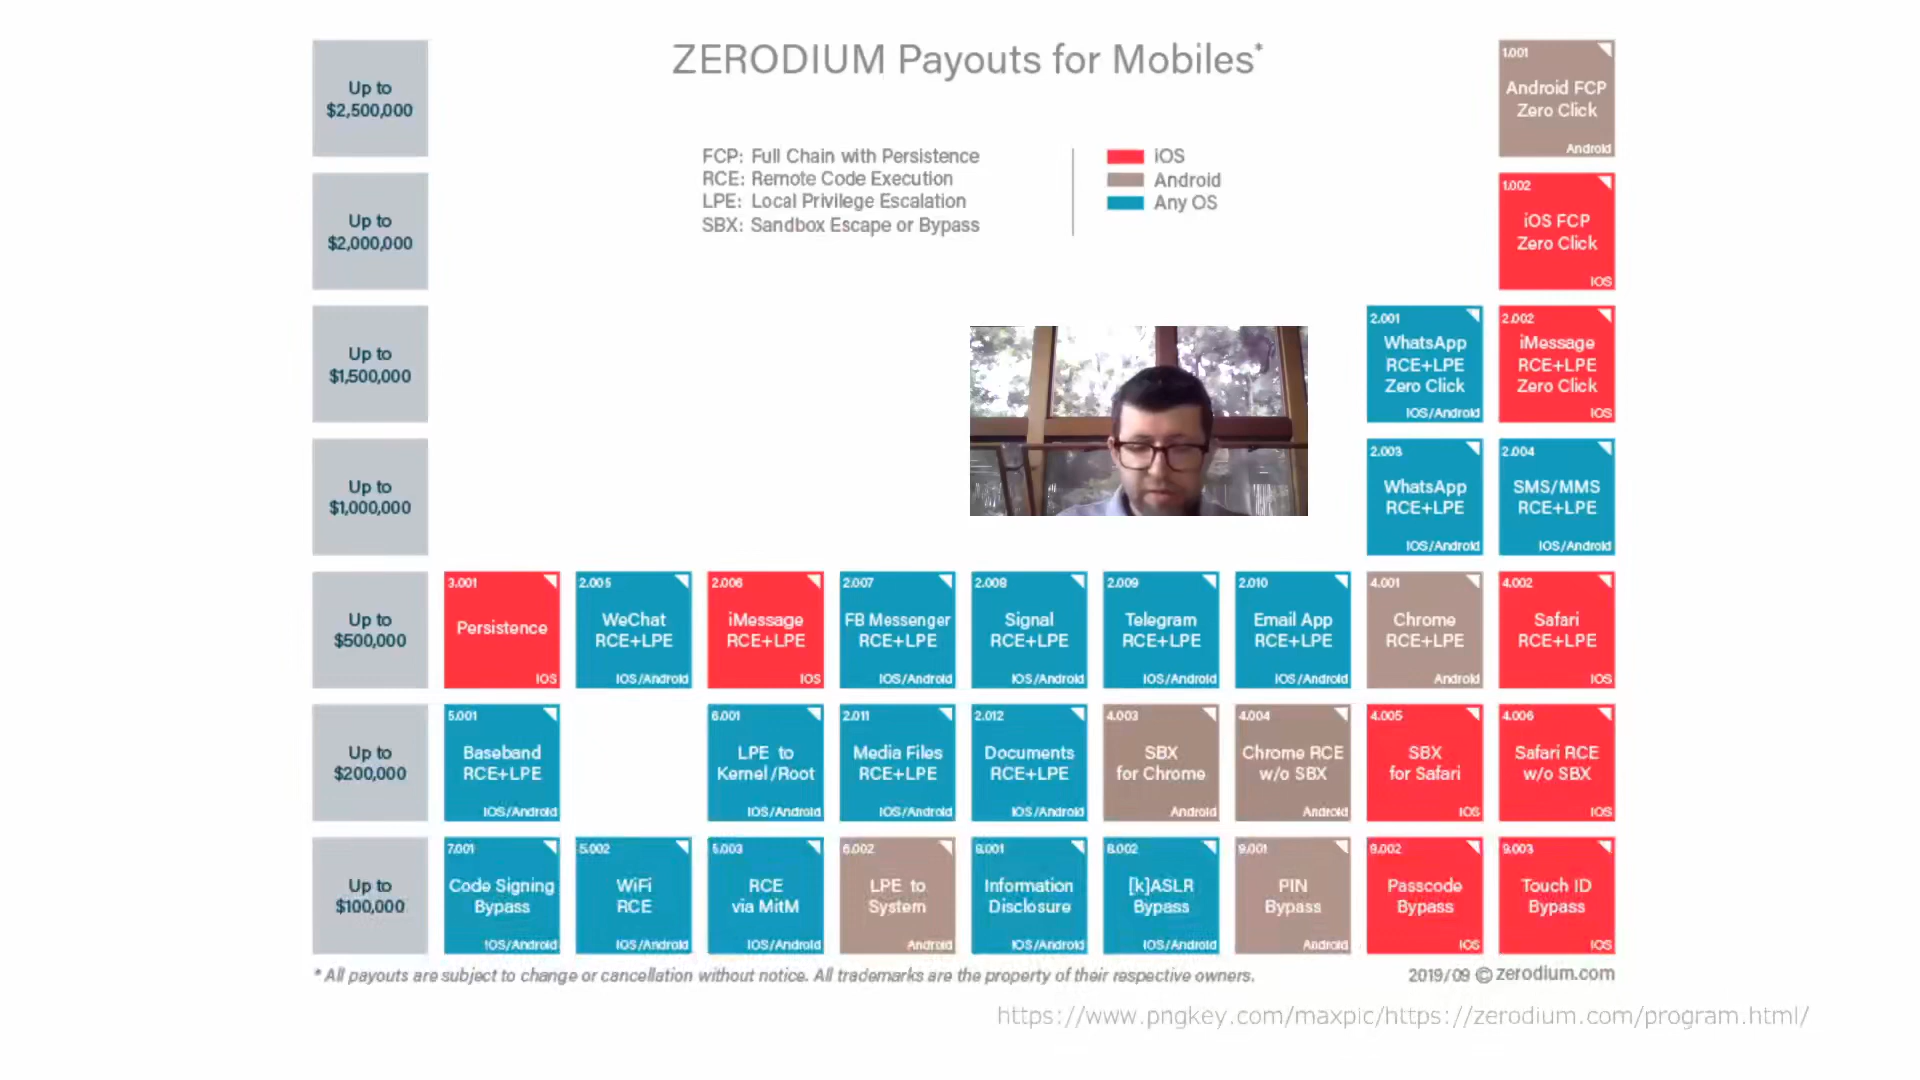 ZERODIUM Payouts for Mobiles*
FCP: Full Chain with Persistence
RCE: Remote Code Execution
LPE: Local Privilege Escalation
SBX: Sandbox Escape or Bypass
iOS
Android
Any OS
Up to
$2,500,000
1.001
Android FCP
Zero Click
Android
Up to
$2,000,000
1.002
iOS FCP
Zero Click
IOS
Up to
$1,500,000
2.001
WhatsApp
RCE+LPE
Zero Click
IOS/Android
2.002
iMessage
RCE+LPE
Zero Click
IOS
Up to
$1,000,000
2.003
WhatsApp
RCE+LPE
IOS/Android
2.004
SMS/MMS
RCE+LPE
IOS/Android
Up to
$500,000
3.001
Persistence
IOS
2.005
WeChat
RCE+LPE
IOS/Android
2.006
iMessage
RCE+LPE
IOS
2.007
FB Messenger
RCE+LPE
IOS/Android
2.008
Signal
RCE+LPE
IOS/Android
2.009
Telegram
RCE+LPE
IOS/Android
2.010
Email App
RCE+LPE
IOS/Android
4.001
Chrome
RCE+LPE
Android
4.002
Safari
RCE+LPE
IOS
Up to
$200,000
5.001
Baseband
RCE+LPE
IOS/Android
6.001
LPE to
Kernel/Root
IOS/Android
2.011
Media Files
RCE+LPE
IOS/Android
2.012
Documents
RCE+LPE
IOS/Android
4.003
SBX
for Chrome
Android
4.004
Chrome RCE
w/o SBX
Android
4.005
SBX
for Safari
IOS
4.006
Safari RCE
w/o SBX
IOS
Up to
$100,000
7.001
Code Signing
Bypass
IOS/Android
5.002
WiFi
RCE
IOS/Android
5.003
RCE
via MitM
IOS/Android
6.002
LPE to
System
Android
8.001
Information
Disclosure
IOS/Android
8.002
[k]ASLR
Bypass
IOS/Android
9.001
PIN
Bypass
Android
9.002
Passcode
Bypass
IOS
9.003
Touch ID
Bypass
IOS
* All payouts are subject to change or cancellation without notice. All trademarks are the property of their respective owners.
2019/09 © zerodium.com
https://www.pngkey.com/maxpic/https://zerodium.com/program.html/